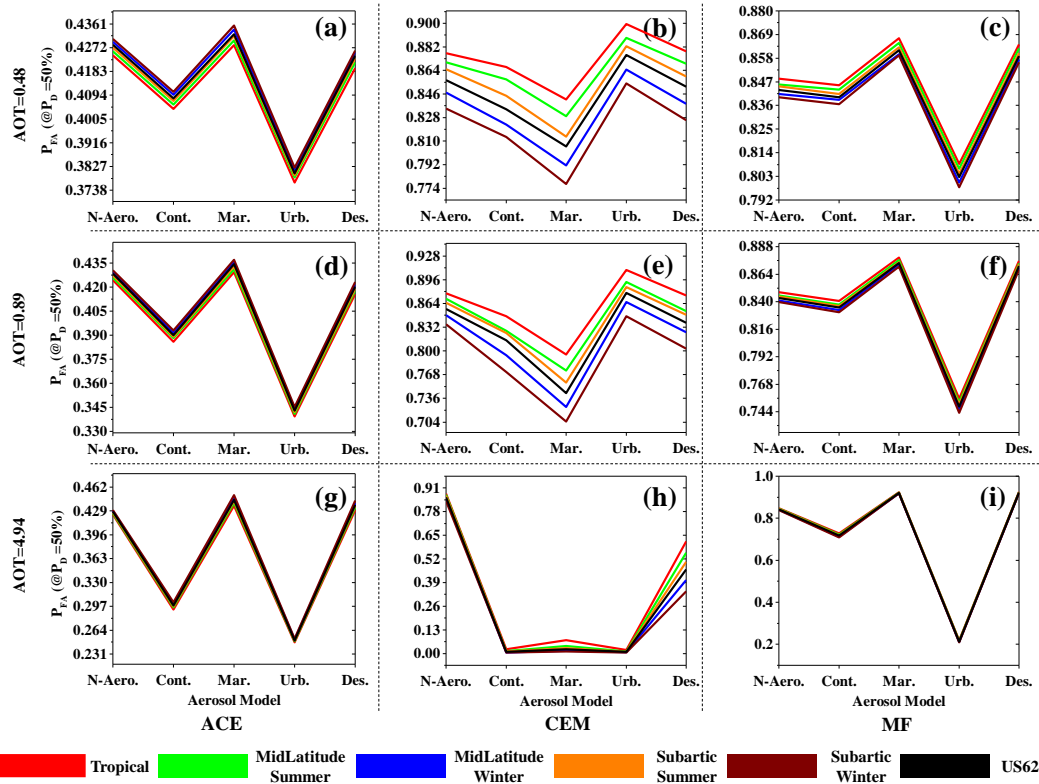 AOT=0.48
P_FA (@P_D =50%)
(a)
0.4361
0.4272
0.4183
0.4094
0.4005
0.3916
0.3827
0.3738
N-Aero. Cont. Mar. Urb. Des.
(b)
0.900
0.882
0.864
0.846
0.828
0.810
0.792
0.774
N-Aero. Cont. Mar. Urb. Des.
(c)
0.880
0.869
0.858
0.847
0.836
0.825
0.814
0.803
0.792
N-Aero. Cont. Mar. Urb. Des.
AOT=0.89
P_FA (@P_D =50%)
(d)
0.435
0.420
0.405
0.390
0.375
0.360
0.345
0.330
N-Aero. Cont. Mar. Urb. Des.
(e)
0.928
0.896
0.864
0.832
0.800
0.768
0.736
0.704
N-Aero. Cont. Mar. Urb. Des.
(f)
0.888
0.864
0.840
0.816
0.792
0.768
0.744
N-Aero. Cont. Mar. Urb. Des.
AOT=4.94
P_FA (@P_D =50%)
(g)
0.462
0.429
0.396
0.363
0.330
0.297
0.264
0.231
N-Aero. Cont. Mar. Urb. Des.
Aerosol Model
ACE
(h)
0.91
0.78
0.65
0.52
0.39
0.26
0.13
0.00
N-Aero. Cont. Mar. Urb. Des.
Aerosol Model
CEM
(i)
1.0
0.8
0.6
0.4
0.2
N-Aero. Cont. Mar. Urb. Des.
Aerosol Model
MF
Tropical
MidLatitude
Summer
MidLatitude
Winter
Subartic
Summer
Subartic
Winter
US62